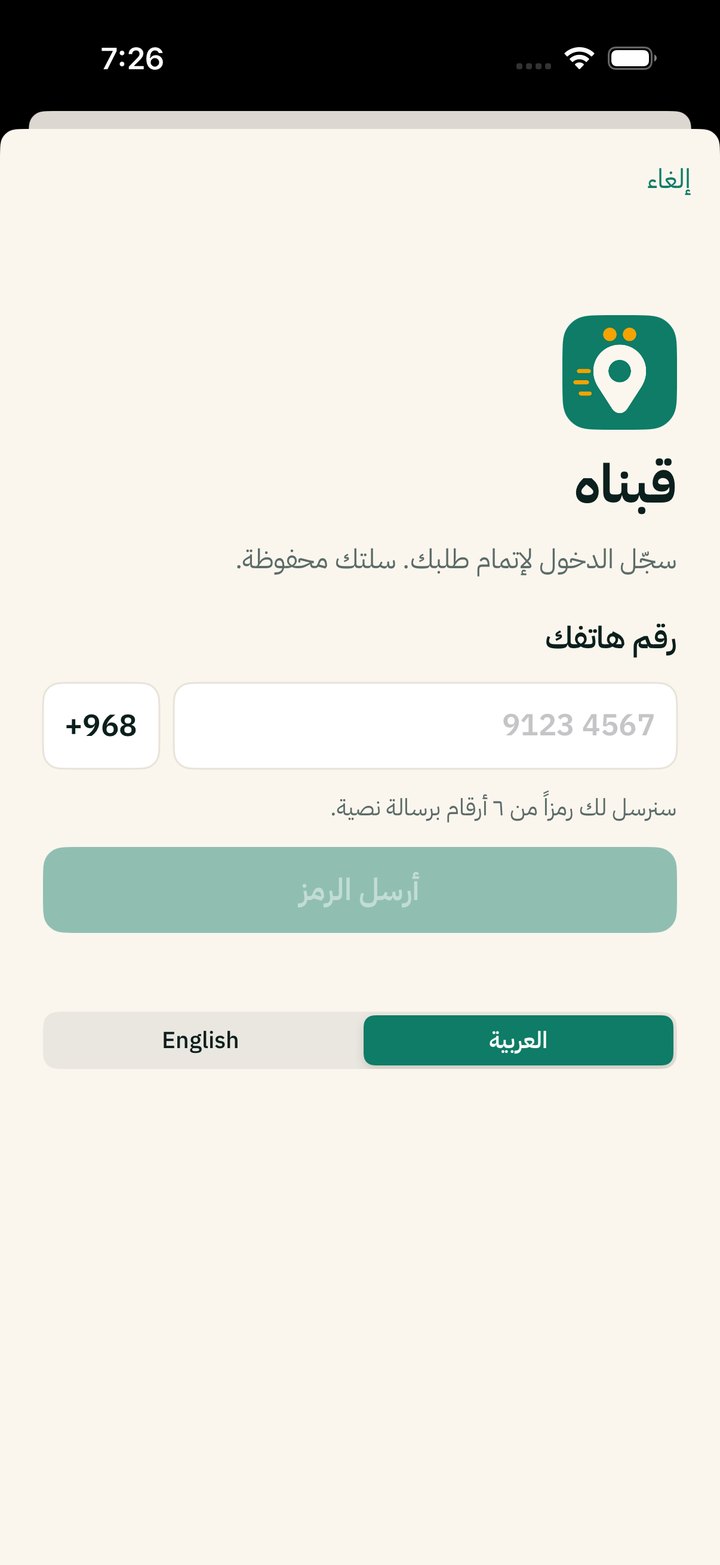 7:26
إلغاء
قبناه
سجّل الدخول لإتمام طلبك. سلتك محفوظة.
رقم هاتفك
+968 9123 4567
سنرسل لك رمزاً من ٦ أرقام برسالة نصية.
أرسل الرمز
العربية English